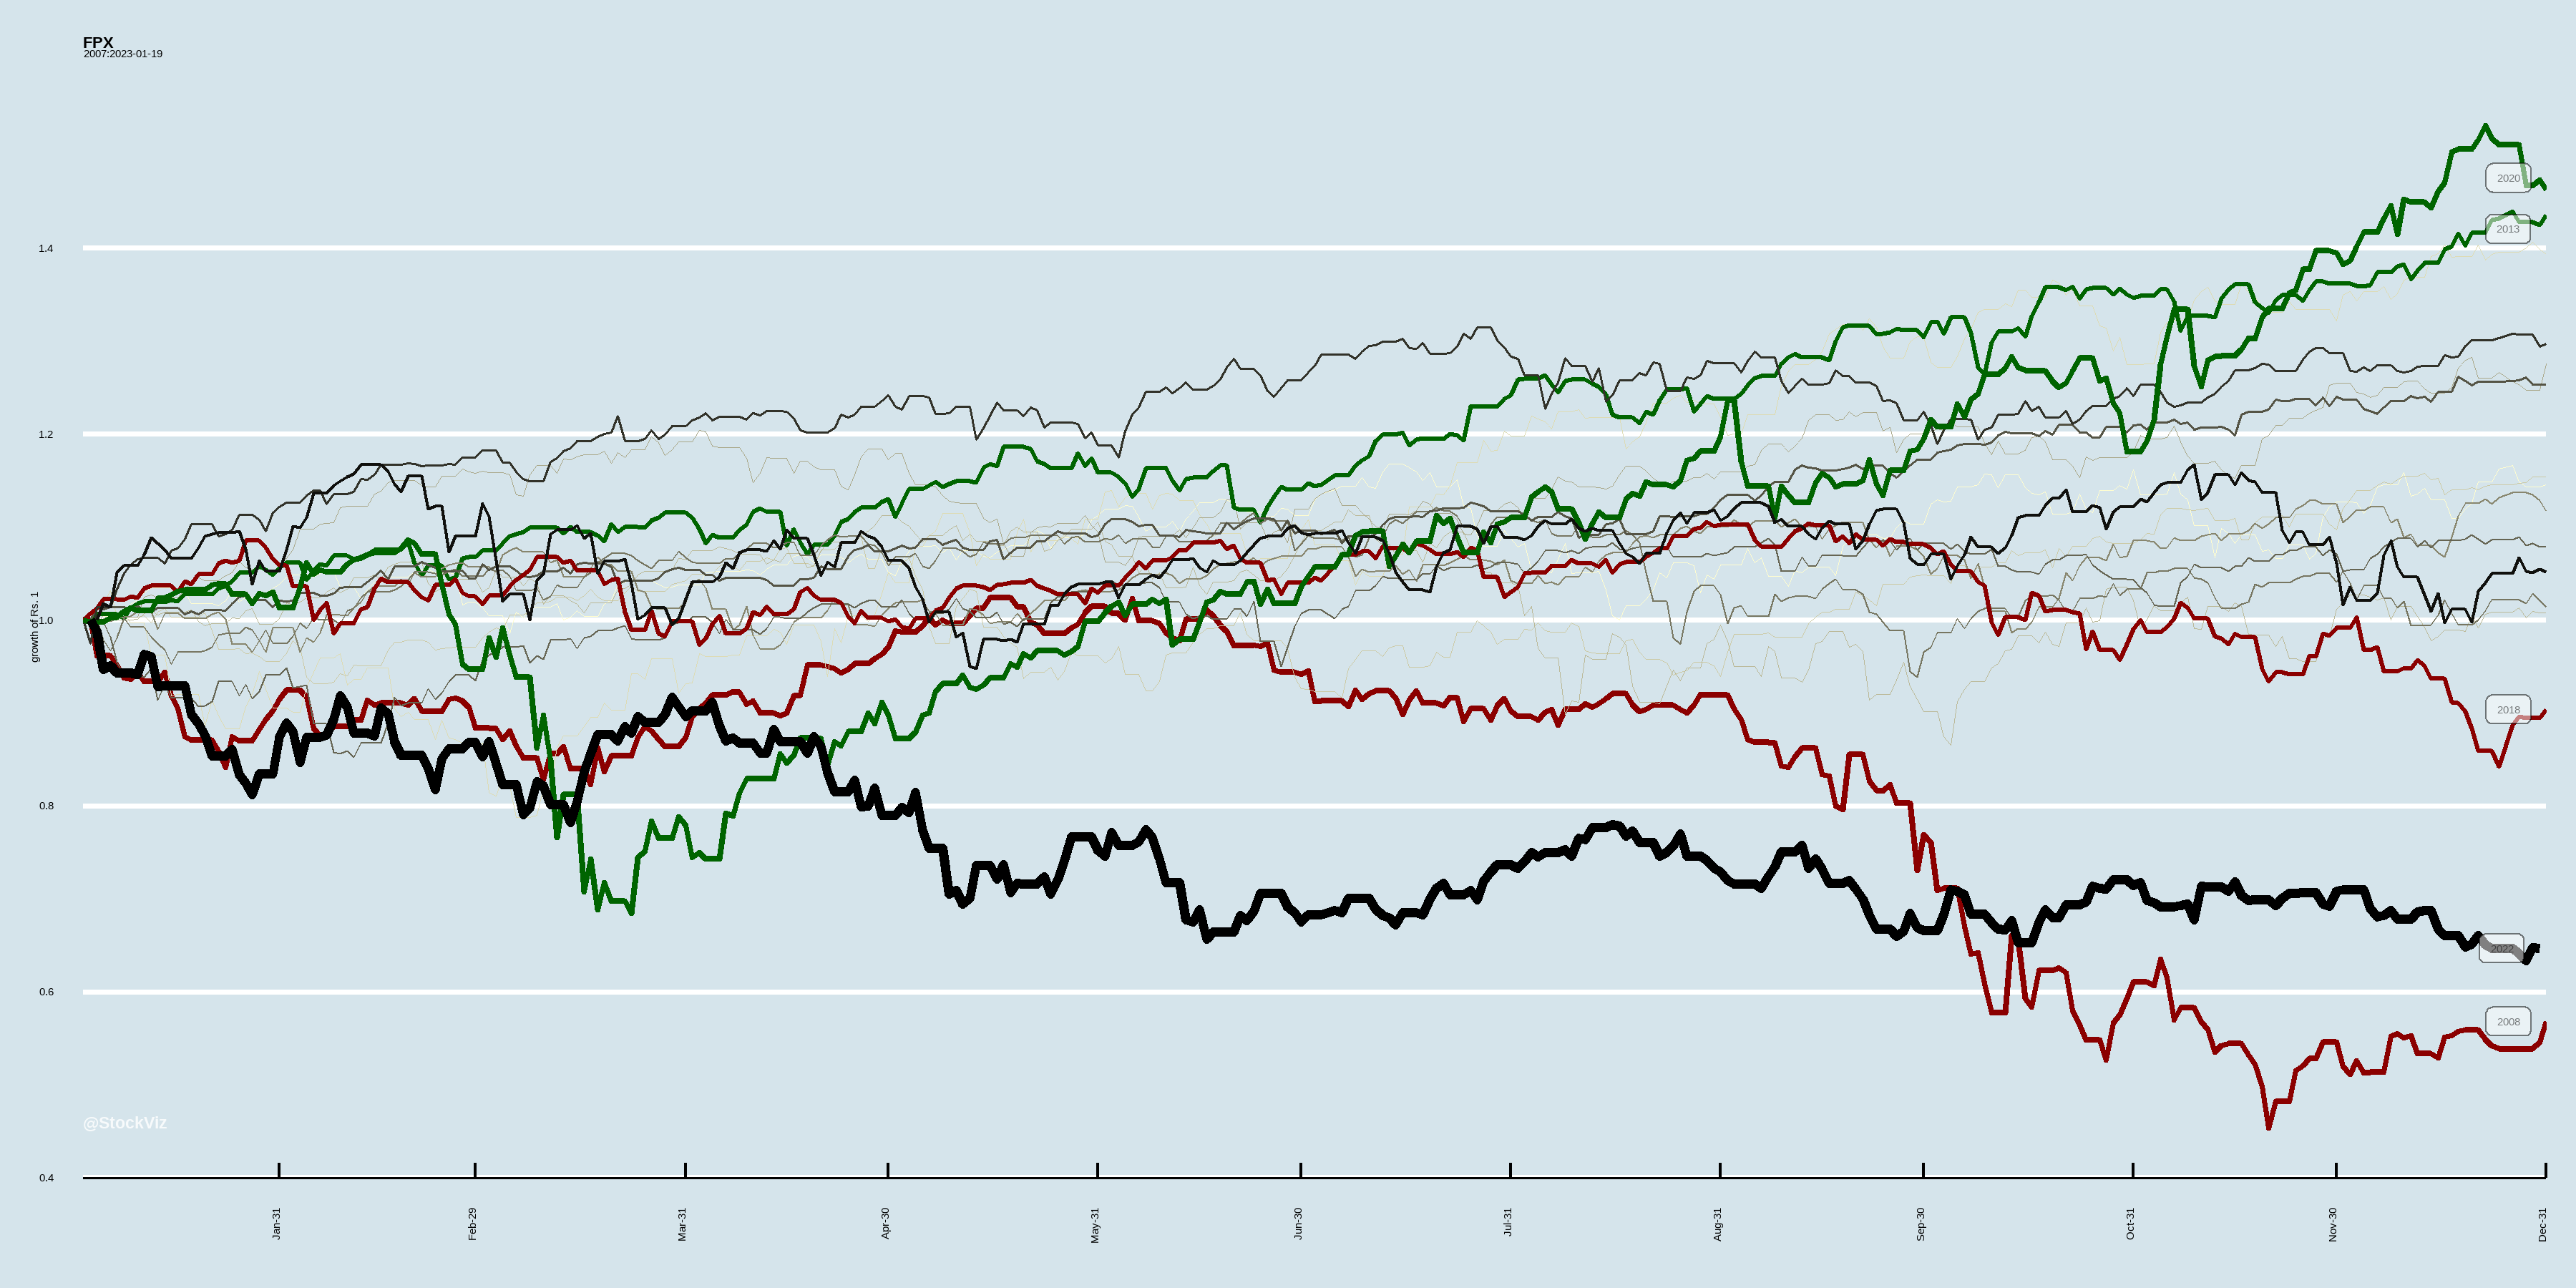 FPX
2007:2023-01-19
2020
2013
1.4
1.2
1.0
growth of Rs. 1
2018
0.8
2022
0.6
2008
@StockViz
0.4
Jan-31
Feb-29
Mar-31
Apr-30
May-31
Jun-30
Jul-31
Aug-31
Sep-30
Oct-31
Nov-30
Dec-31